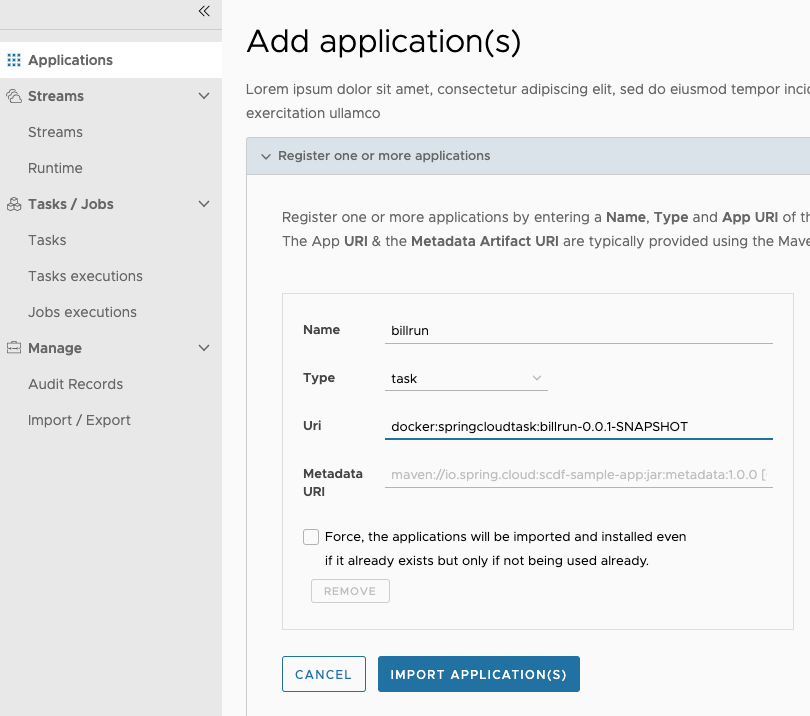 Applications
Streams
Streams
Runtime
Tasks / Jobs
Tasks
Tasks executions
Jobs executions
Manage
Audit Records
Import / Export
Add application(s)
Lorem ipsum dolor sit amet, consectetur adipiscing elit, sed do eiusmod tempor
exercitation ullamco
Register one or more applications
Register one or more applications by entering a Name, Type and App URI of
The App URI & the Metadata Artifact URI are typically provided using the
Name billrun
Type task
Uri docker:springcloudtask:billrun-0.0.1-SNAPSHOT
Metadata maven://io.spring.cloud:scdf-sample-app:jar:metadata:1.0.0 [
URI
Force, the applications will be imported and installed even
if it already exists but only if not being used already.
REMOVE
CANCEL IMPORT APPLICATION(S)